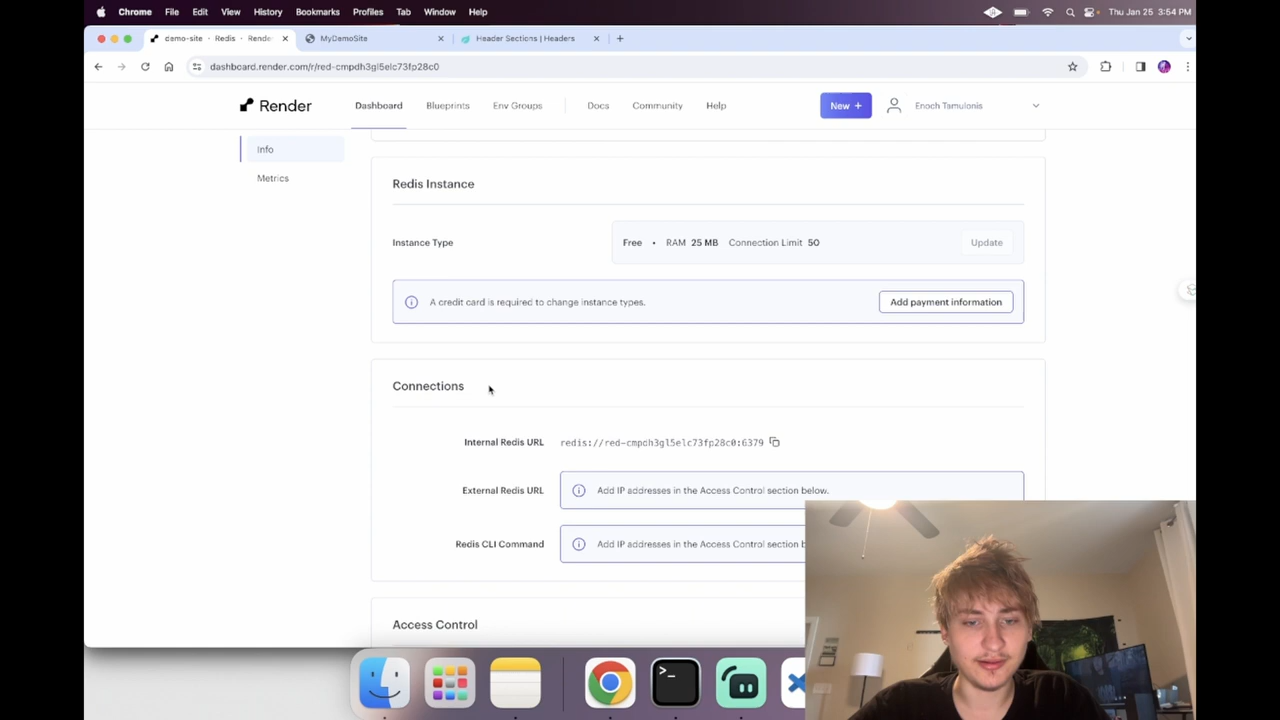 Chrome File Edit View History Bookmarks Profiles Tab Window Help Thu Jan 25 3:54 PM
demo-site · Redis · Render MyDemoSite Header Sections | Headers
dashboard.render.com/r/red-cmpdh3gl5elc73fp28c0
Render Dashboard Blueprints Env Groups Docs Community Help New + Enoch Tamulonis
Info
Metrics
Redis Instance
Instance Type Free • RAM 25 MB Connection Limit 50 Update
A credit card is required to change instance types. Add payment information
Connections
Internal Redis URL redis://red-cmpdh3gl5elc73fp28c0:6379
External Redis URL Add IP addresses in the Access Control section below.
Redis CLI Command Add IP addresses in the Access Control section b
Access Control